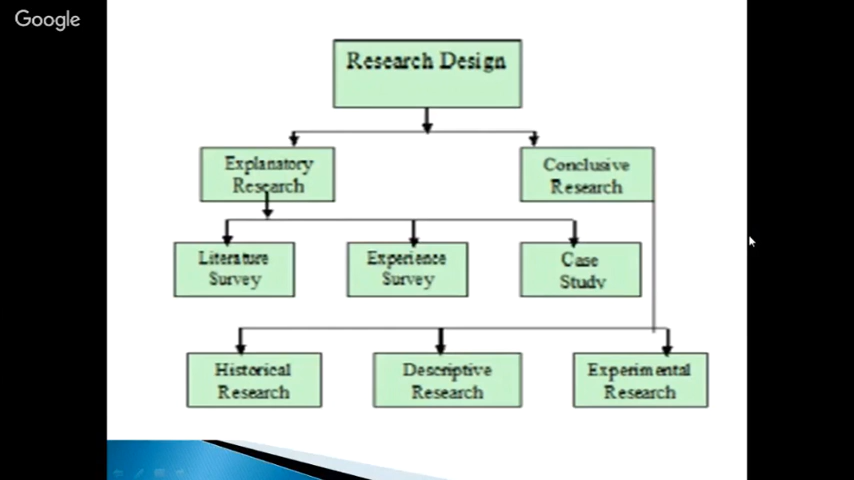 Google
Research Design
Explanatory
Research
Conclusive
Research
Literature
Survey
Experience
Survey
Case
Study
Historical
Research
Descriptive
Research
Experimental
Research